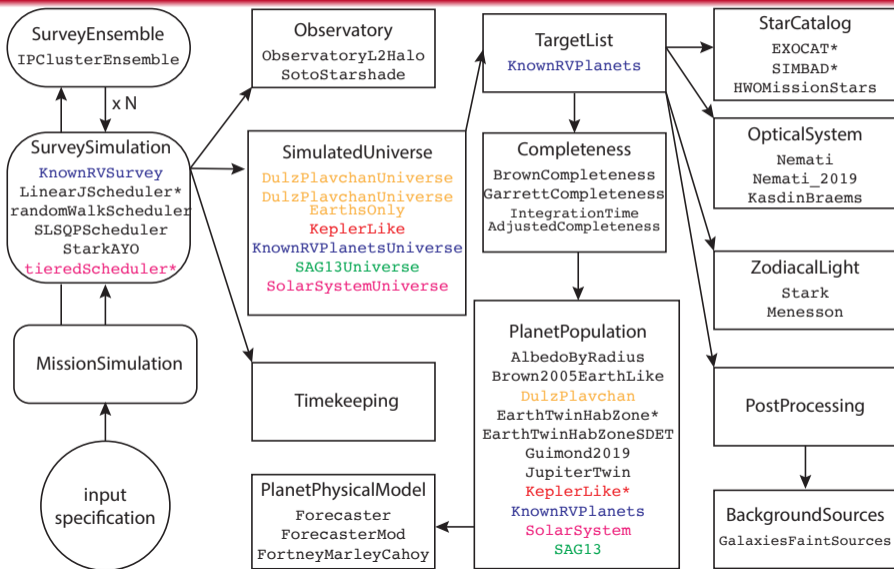 SurveyEnsemble
IPClusterEnsemble
x N
SurveySimulation
KnownRVSurvey
LinearJScheduler*
randomWalkScheduler
SLSQPScheduler
StarkAYO
tieredScheduler*
MissionSimulation
input
specification
Observatory
ObservatoryL2Halo
SotoStarshade
SimulatedUniverse
DulzPlavchanUniverse
DulzPlavchanUniverse
EarthsOnly
KeplerLike
KnownRVPlanetsUniverse
SAG13Universe
SolarSystemUniverse
Timekeeping
PlanetPhysicalModel
Forecaster
ForecasterMod
FortneyMarleyCahoy
TargetList
KnownRVPlanets
Completeness
BrownCompleteness
GarrettCompleteness
IntegrationTime
AdjustedCompleteness
PlanetPopulation
AlbedoByRadius
Brown2005EarthLike
DulzPlavchan
EarthTwinHabZone*
EarthTwinHabZoneSDET
Guimond2019
JupiterTwin
KeplerLike*
KnownRVPlanets
SolarSystem
SAG13
StarCatalog
EXOCAT*
SIMBAD*
HWOMissionStars
OpticalSystem
Nemati
Nemati_2019
KasdinBraems
ZodiacalLight
Stark
Menesson
PostProcessing
BackgroundSources
GalaxiesFaintSources